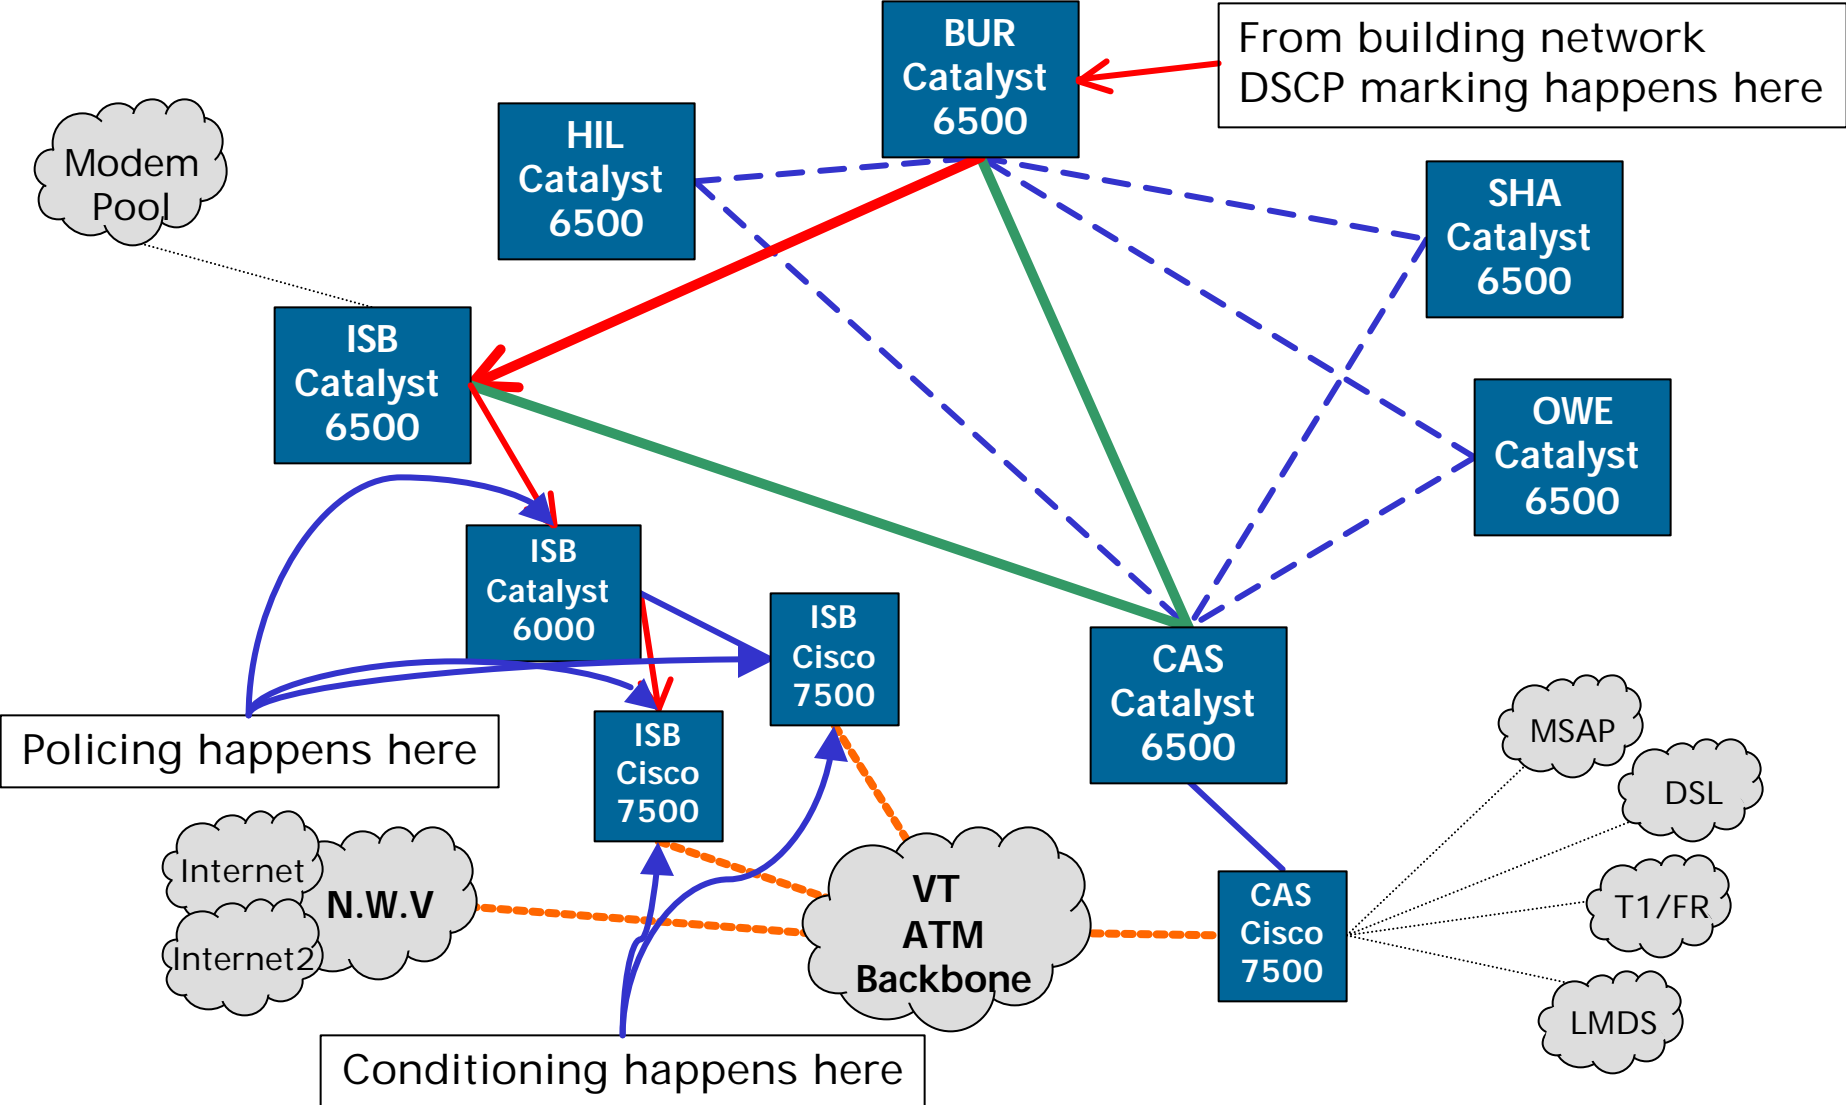 BUR
Catalyst
6500
From building network
DSCP marking happens here
HIL
Catalyst
6500
Modem
Pool
SHA
Catalyst
6500
ISB
Catalyst
6500
OWE
Catalyst
6500
ISB
Catalyst
6000
ISB
Cisco
7500
CAS
Catalyst
6500
Policing happens here
ISB
Cisco
7500
MSAP
DSL
Internet
N.W.V
Internet2
VT
ATM
Backbone
CAS
Cisco
7500
T1/FR
LMDS
Conditioning happens here